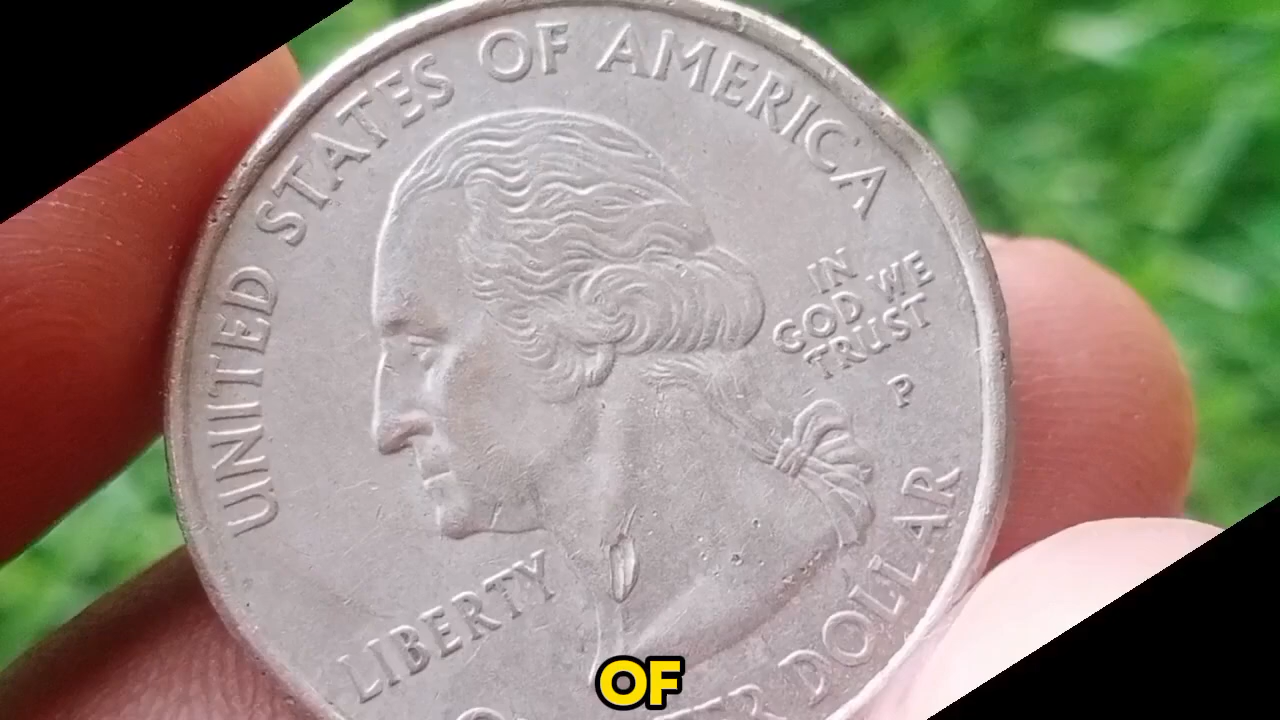 UNITED STATES OF AMERICA
IN
GOD WE
TRUST
P
LIBERTY
DOLLAR
OF